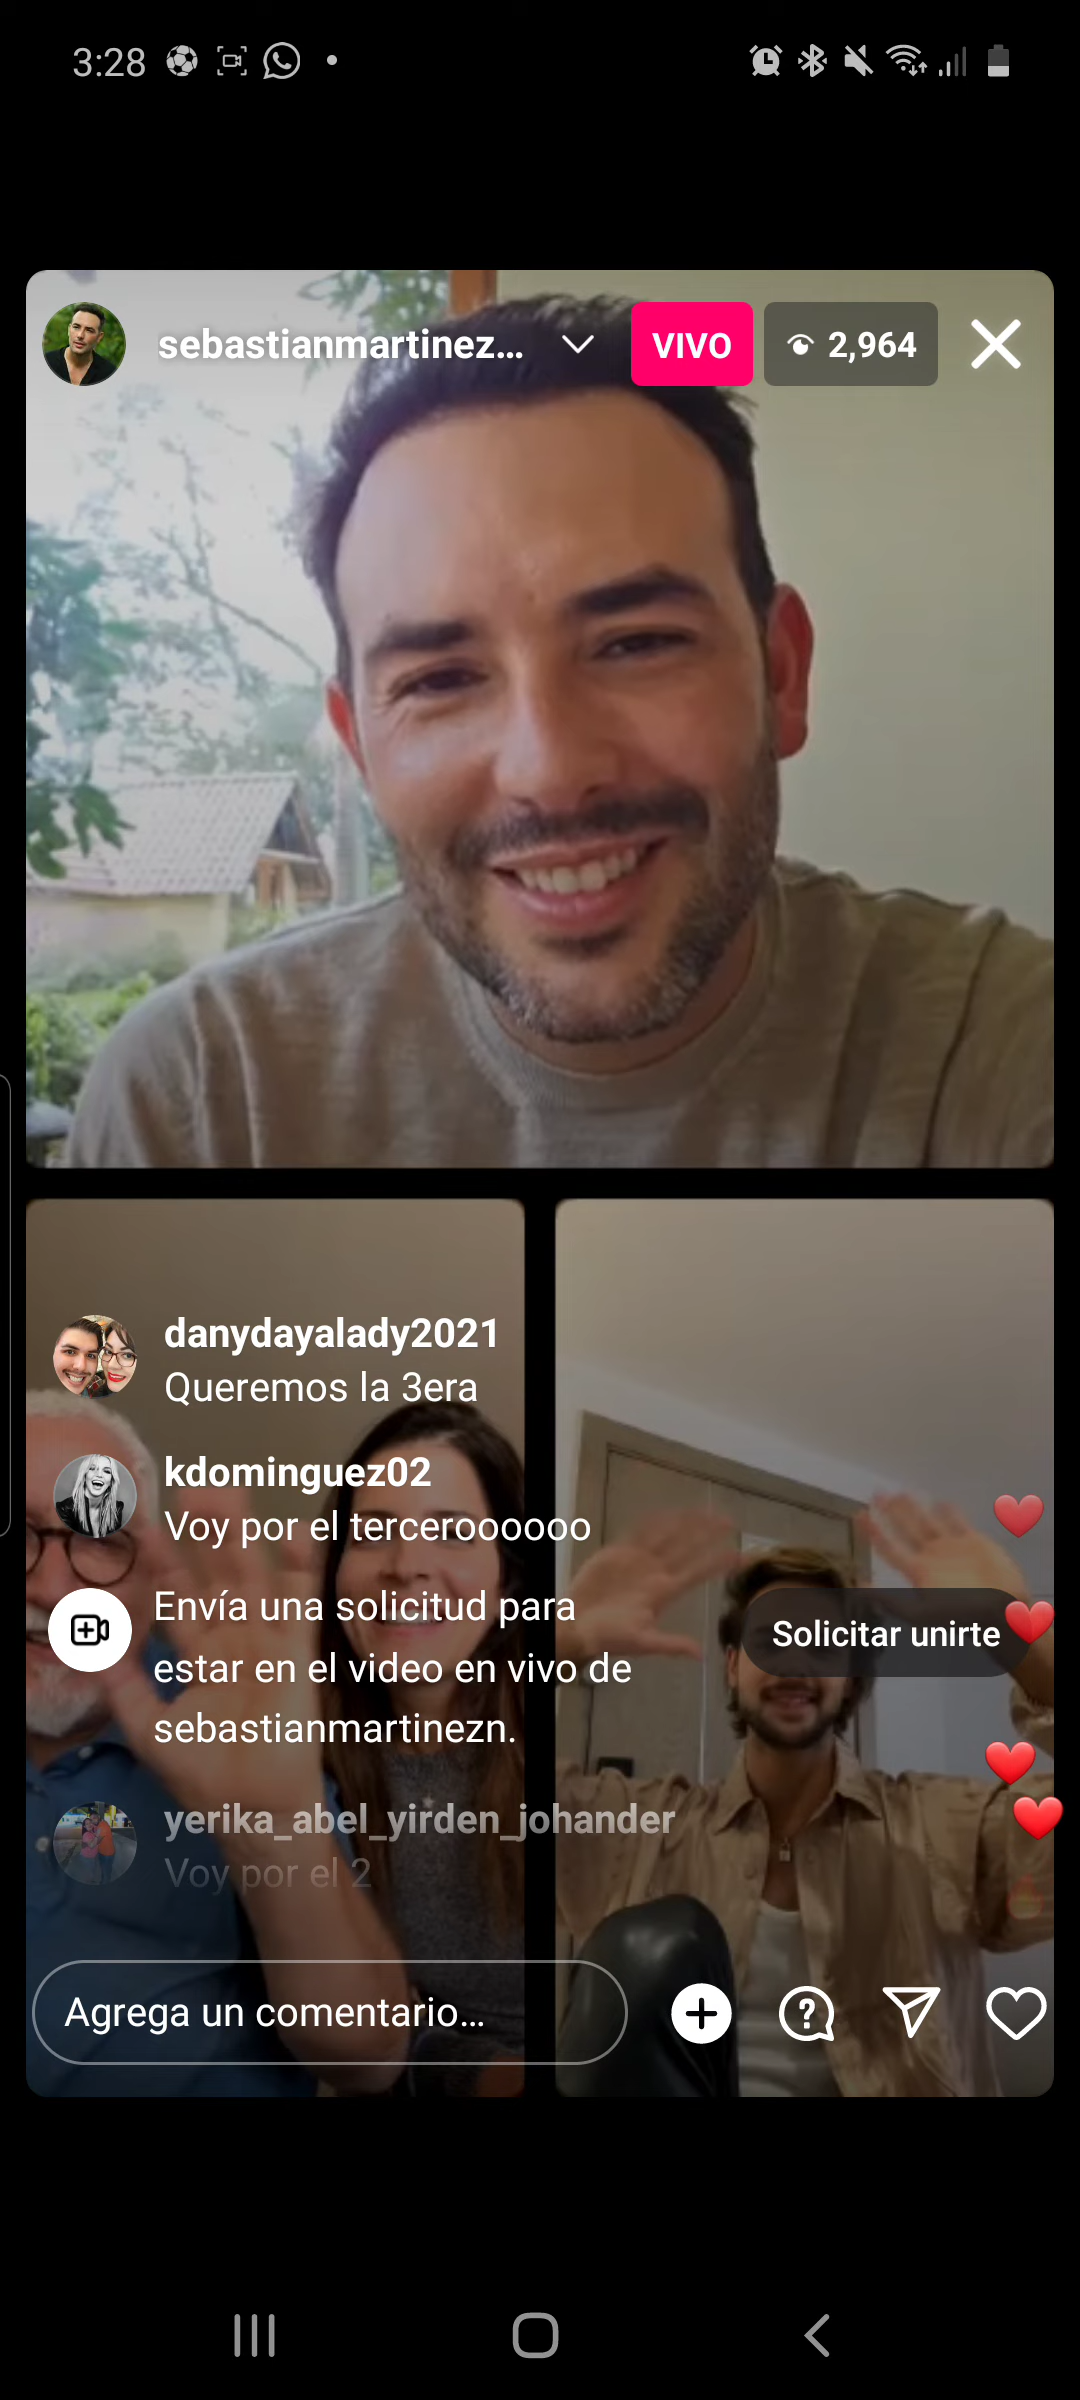 3:28
sebastianmartinez...
VIVO
2,964
danydayalady2021
Queremos la 3era
kdominguez02
Voy por el terceroooooo
Envía una solicitud para
estar en el video en vivo de
sebastianmartinezn.
Solicitar unirte
yerika_abel_yirden_johander
Voy por el 2
Agrega un comentario...